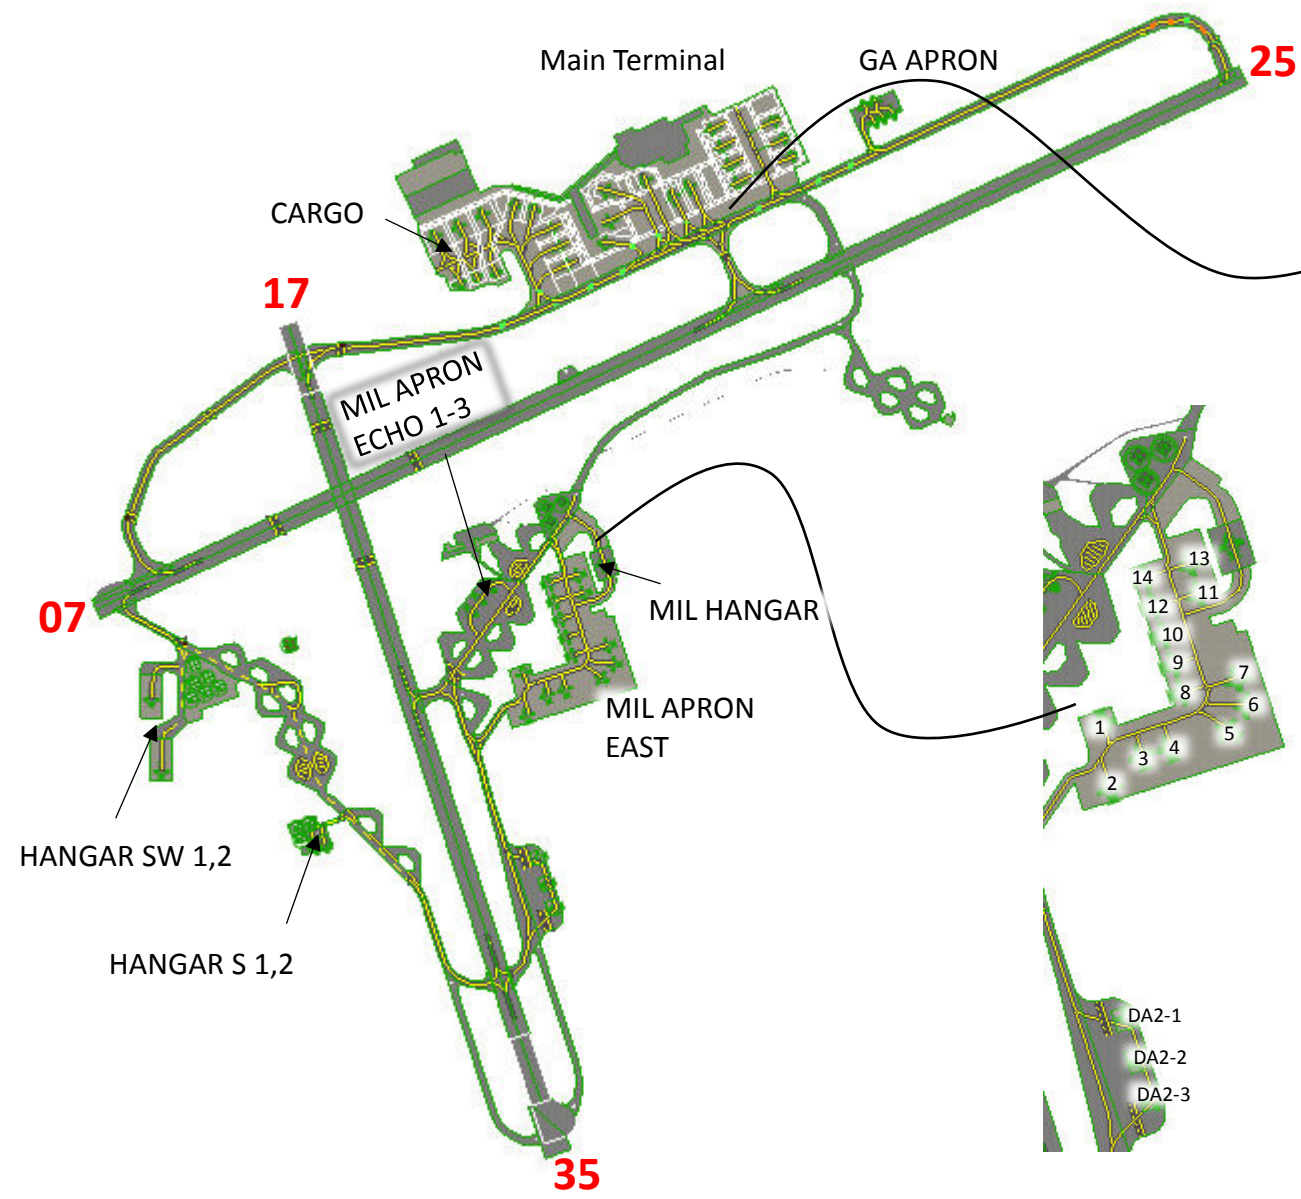 Main Terminal
GA APRON
25
CARGO
17
MIL APRON
ECHO 1-3
07
MIL HANGAR
MIL APRON
EAST
HANGAR SW 1,2
HANGAR S 1,2
35
13
14
11
12
10
9
7
8
6
1
5
4
3
2
DA2-1
DA2-2
DA2-3